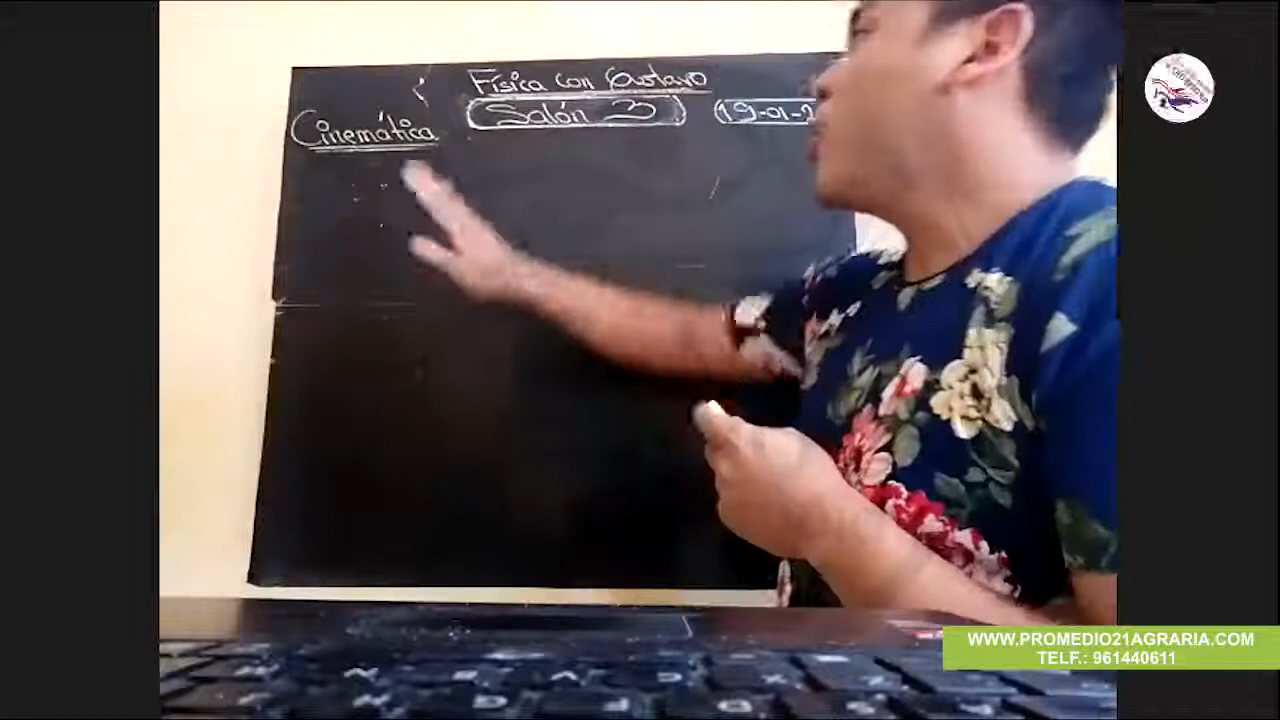 Física con Gustavo
Salón 3
Cinemática
WWW.PROMEDIO21AGRARIA.COM
TELF.: 961440611